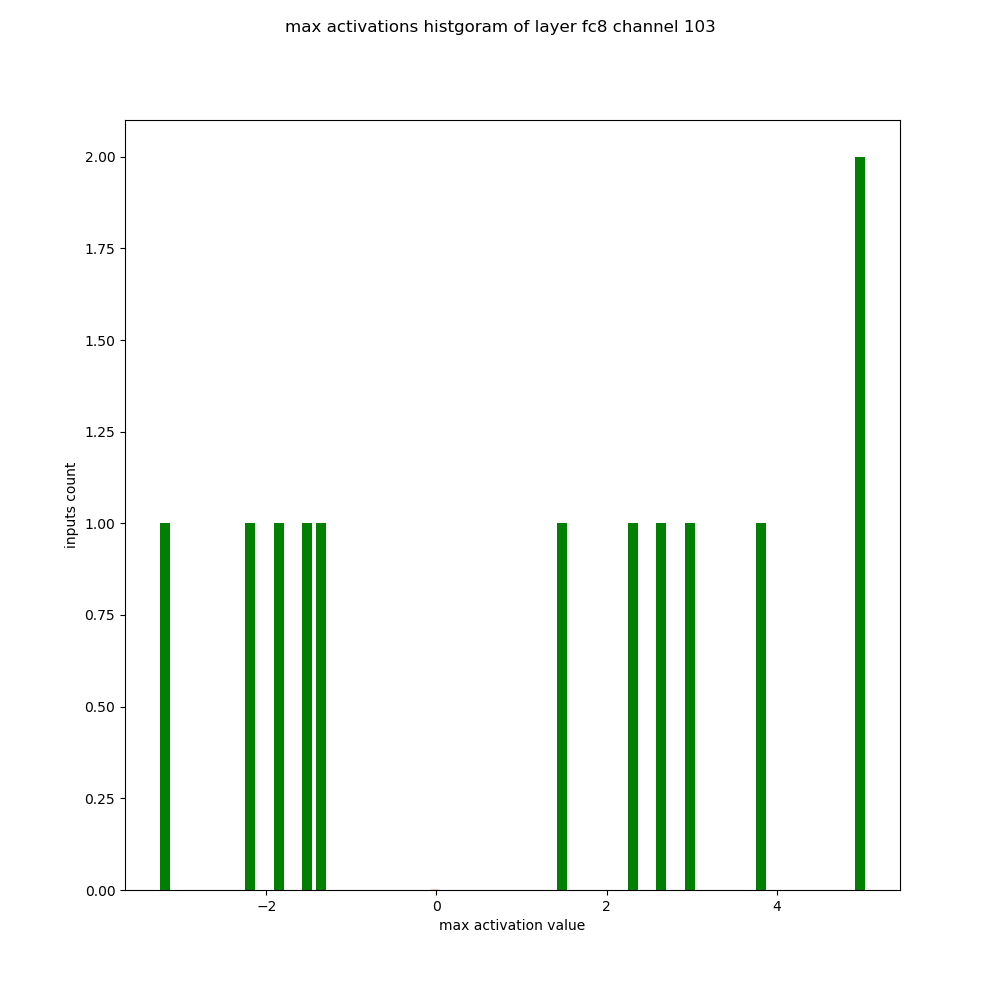 max activations histgoram of layer fc8 channel 103
2.00
1.75
1.50
1.25
1.00
0.75
0.50
0.25
0.00
inputs count
−2 0 2 4
max activation value